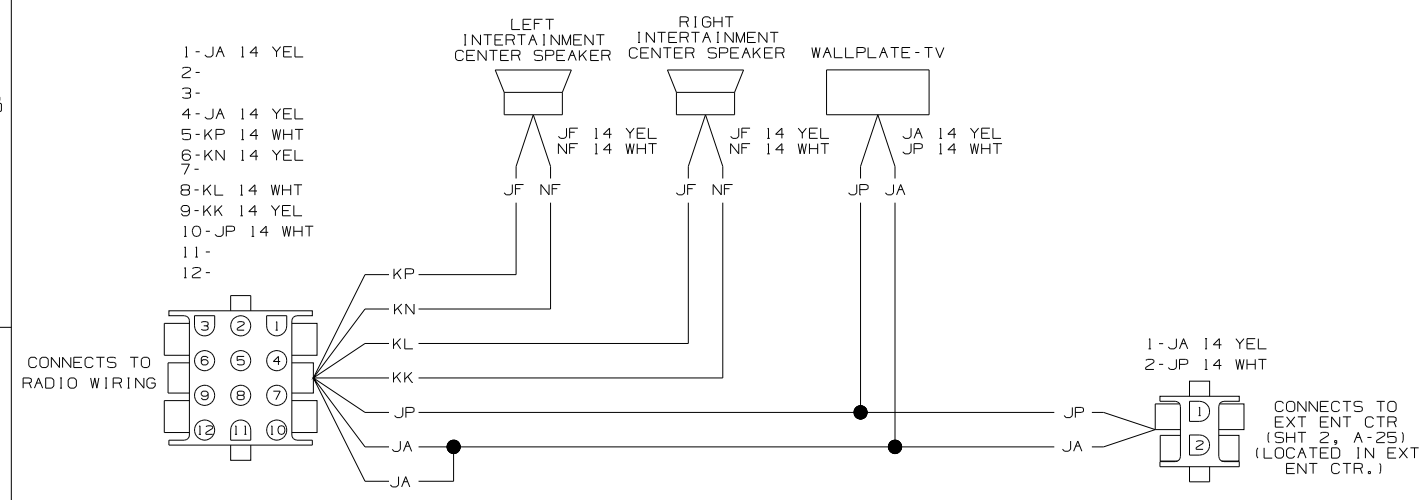 LEFT
INTERTAINMENT
CENTER SPEAKER
RIGHT
INTERTAINMENT
CENTER SPEAKER
WALLPLATE-TV
1-JA 14 YEL
2-
3-
4-JA 14 YEL
5-KP 14 WHT
6-KN 14 YEL
7-
8-KL 14 WHT
9-KK 14 YEL
10-JP 14 WHT
11-
12-
JF 14 YEL
NF 14 WHT
JF 14 YEL
NF 14 WHT
JA 14 YEL
JP 14 WHT
JF NF
JF NF
JP JA
KP
KN
KL
KK
JP
JA
JA
CONNECTS TO
RADIO WIRING
3 2 1
6 5 4
9 8 7
12 11 10
JP
JA
1-JA 14 YEL
2-JP 14 WHT
1
2
CONNECTS TO
EXT ENT CTR
(SHT 2, A-25)
(LOCATED IN EXT
ENT CTR.)